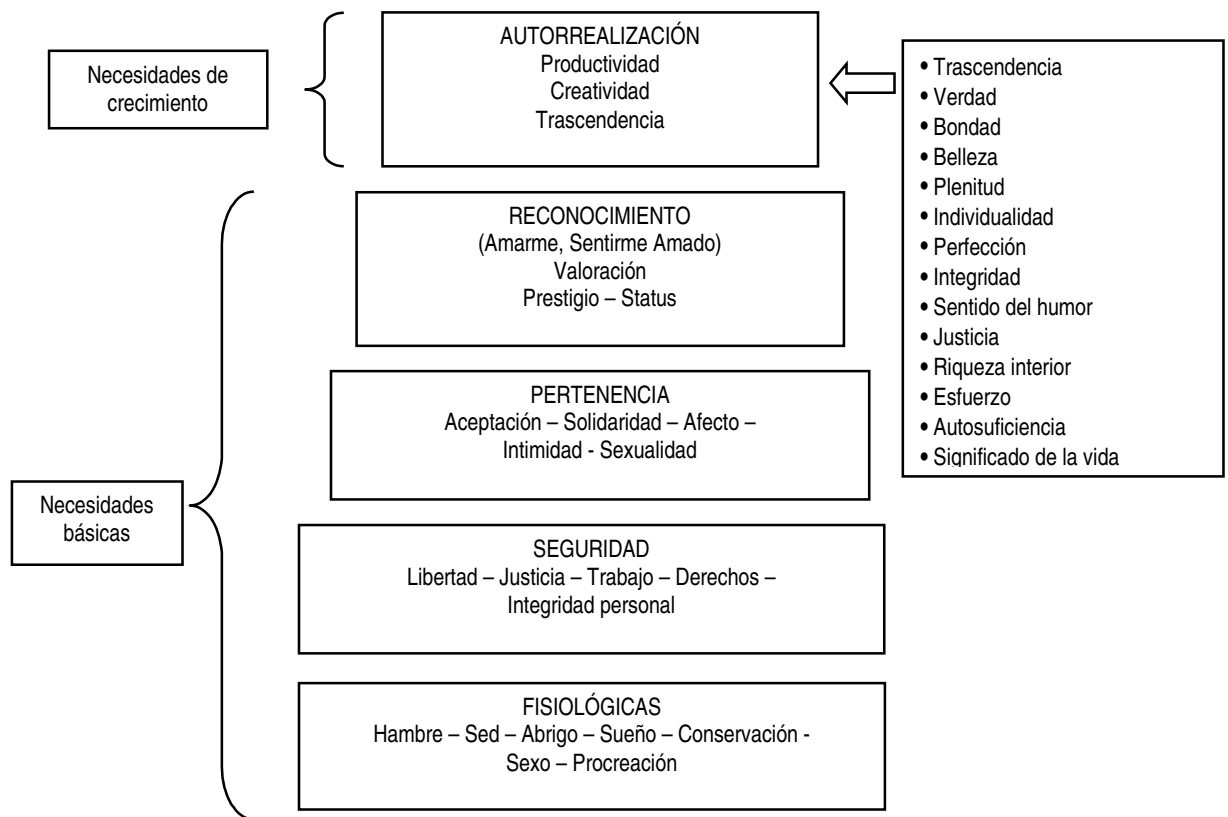 Necesidades de
crecimiento
AUTORREALIZACIÓN
Productividad
Creatividad
Trascendencia
• Trascendencia
• Verdad
• Bondad
• Belleza
• Plenitud
• Individualidad
• Perfección
• Integridad
• Sentido del humor
• Justicia
• Riqueza interior
• Esfuerzo
• Autosuficiencia
• Significado de la vida
Necesidades
básicas
RECONOCIMIENTO
(Amarme, Sentirme Amado)
Valoración
Prestigio – Status
PERTENENCIA
Aceptación – Solidaridad – Afecto –
Intimidad - Sexualidad
SEGURIDAD
Libertad – Justicia – Trabajo – Derechos –
Integridad personal
FISIOLÓGICAS
Hambre – Sed – Abrigo – Sueño – Conservación -
Sexo – Procreación